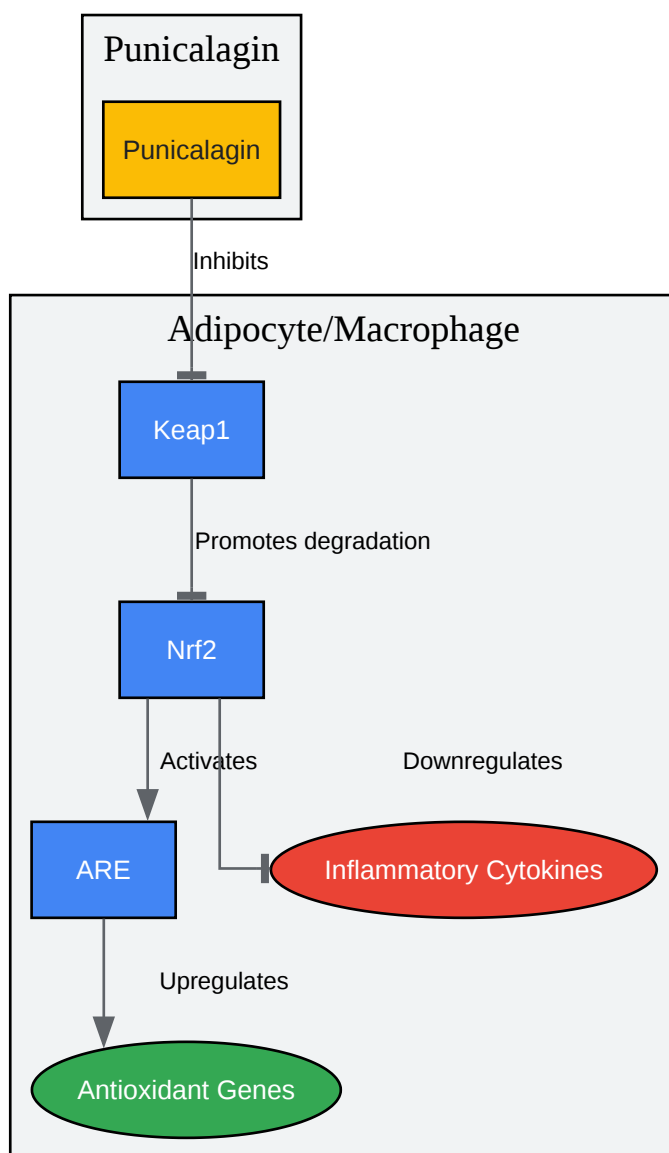 Punicalagin
Punicalagin
Inhibits
Adipocyte/Macrophage
Keap1
Promotes degradation
Nrf2
Activates
Downregulates
ARE
Inflammatory Cytokines
Upregulates
Antioxidant Genes